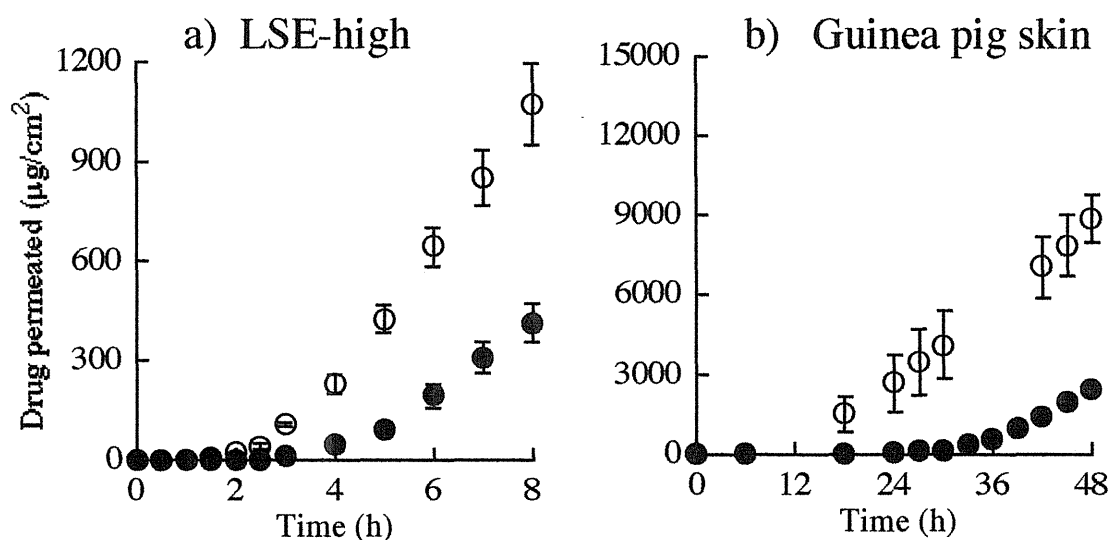 a) LSE-high
Drug permeated (μg/cm²)
1200
900
600
300
0
0 2 4 6 8
Time (h)
b) Guinea pig skin
15000
12000
9000
6000
3000
0
0 12 24 36 48
Time (h)